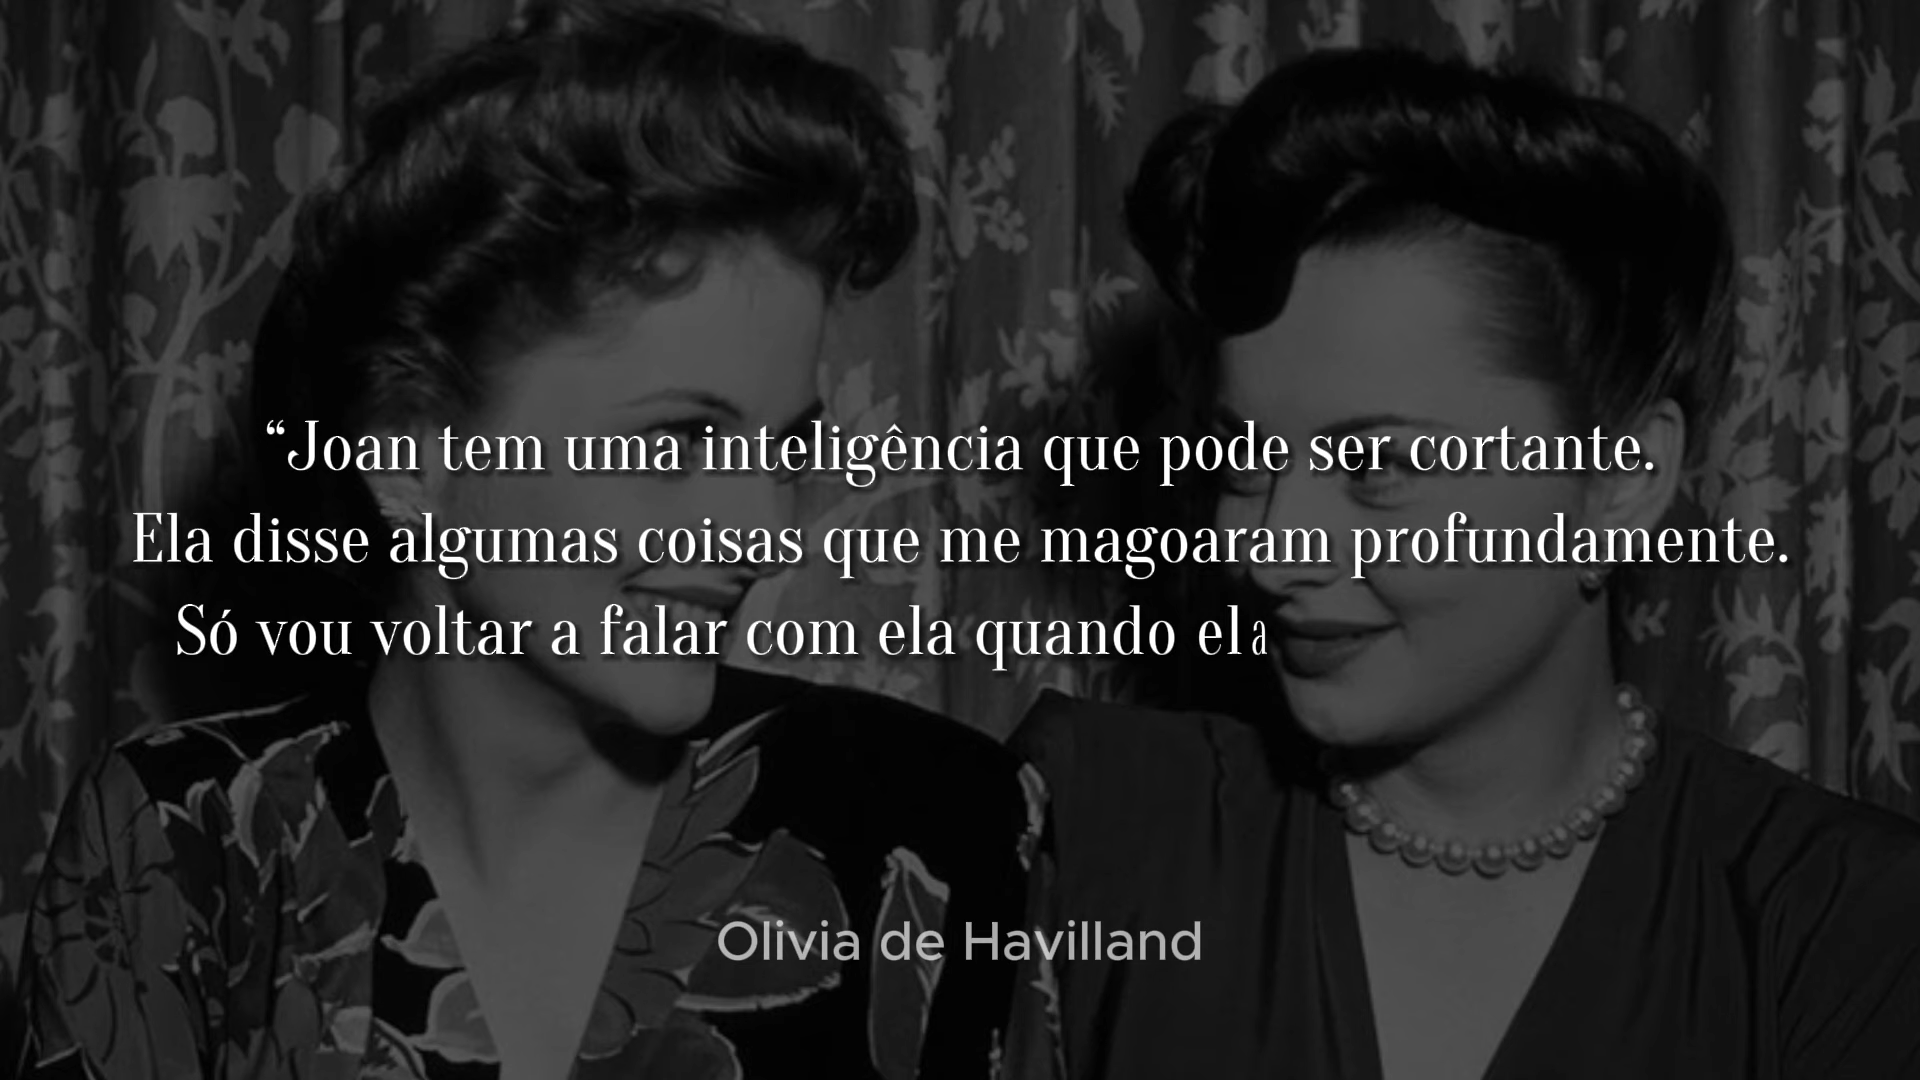 “Joan tem uma inteligência que pode ser cortante.
Ela disse algumas coisas que me magoaram profundamente.
Só vou voltar a falar com ela quando ela
Olivia de Havilland